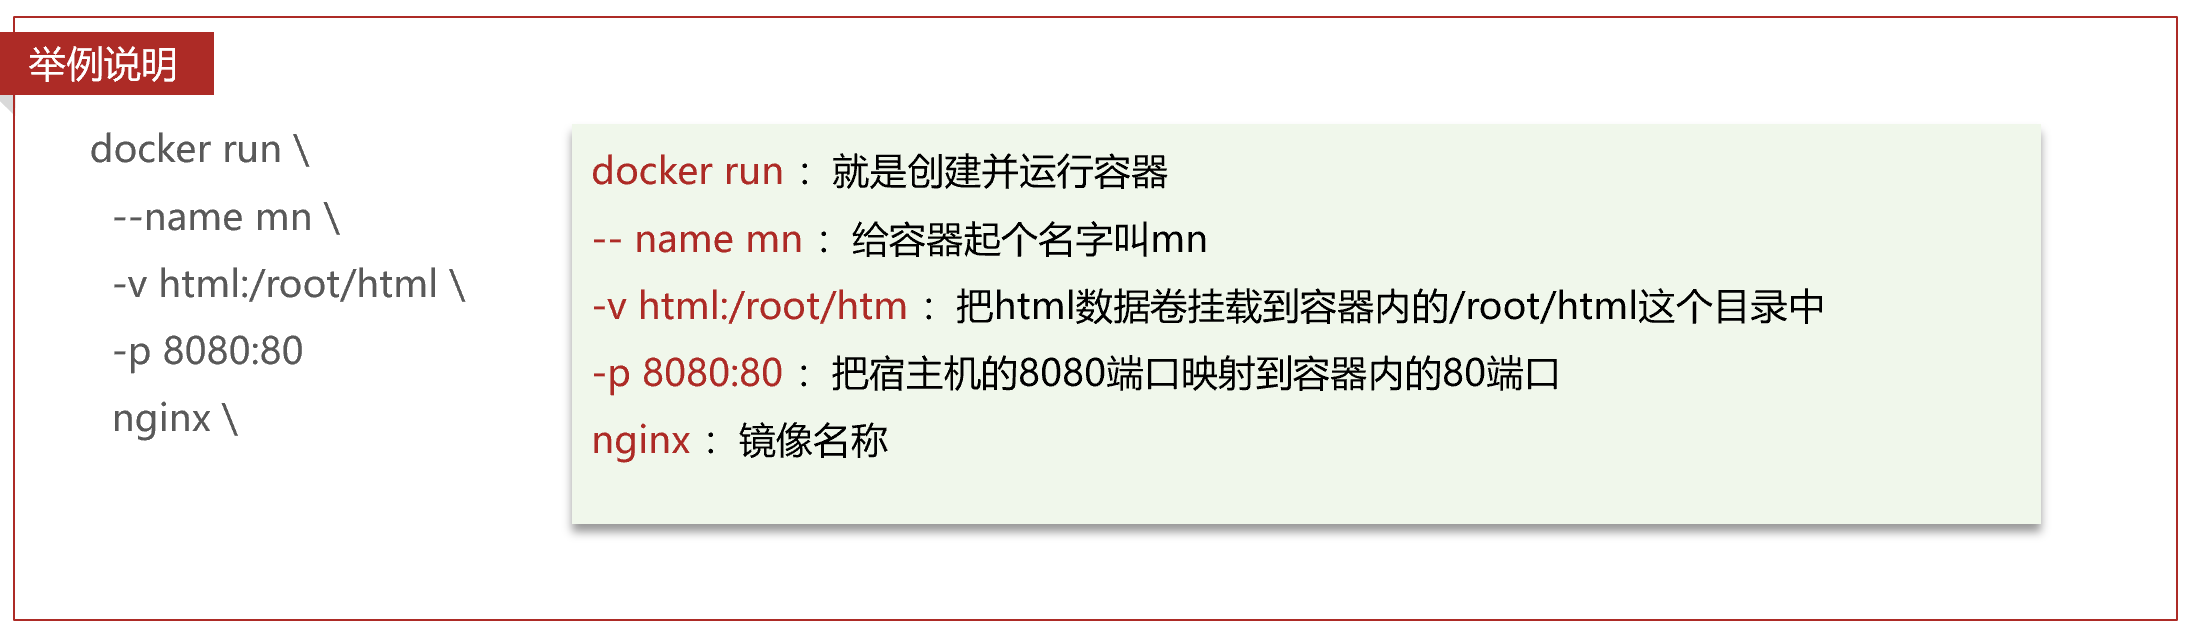 举例说明
docker run \
--name mn \
-v html:/root/html \
-p 8080:80
nginx \
docker run ：就是创建并运行容器
-- name mn ：给容器起个名字叫mn
-v html:/root/htm ：把html数据卷挂载到容器内的/root/html这个目录中
-p 8080:80 ：把宿主机的8080端口映射到容器内的80端口
nginx ：镜像名称